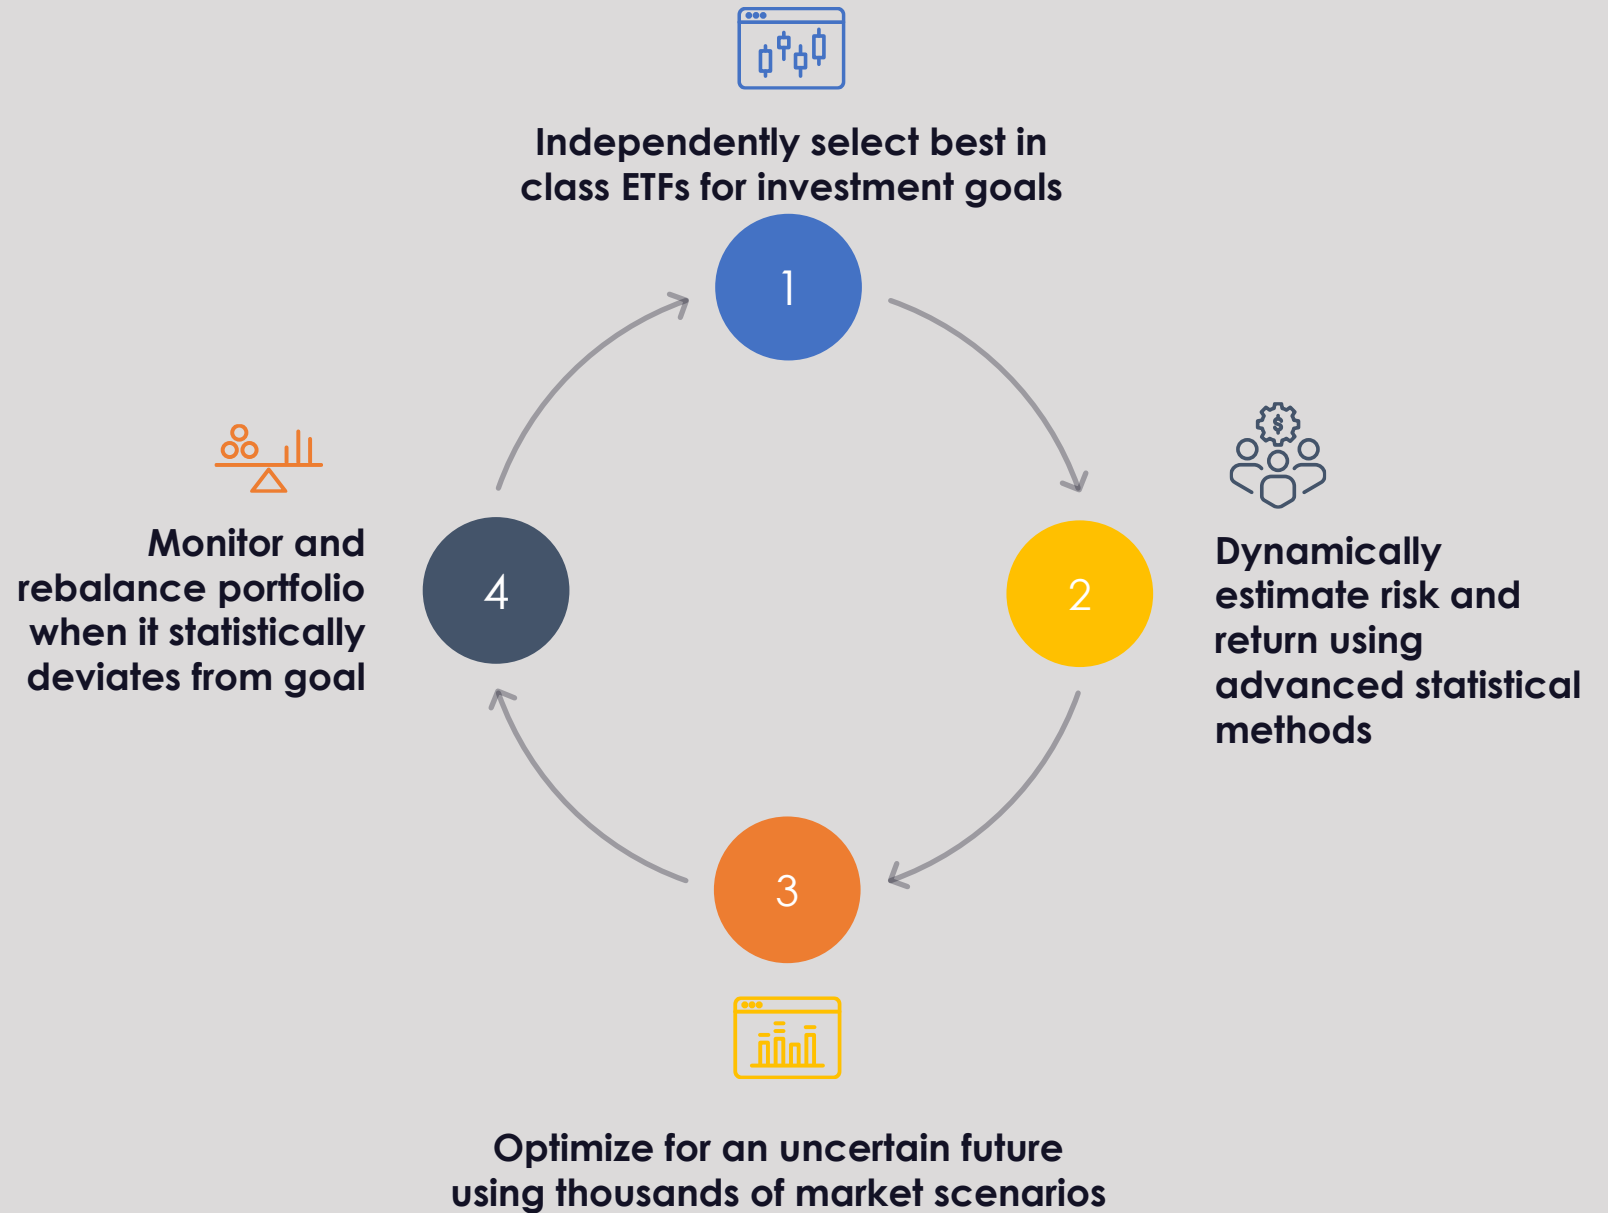 Independently select best in
class ETFs for investment goals
1
2
Dynamically
estimate risk and
return using
advanced statistical
methods
3
Optimize for an uncertain future
using thousands of market scenarios
4
Monitor and
rebalance portfolio
when it statistically
deviates from goal
$